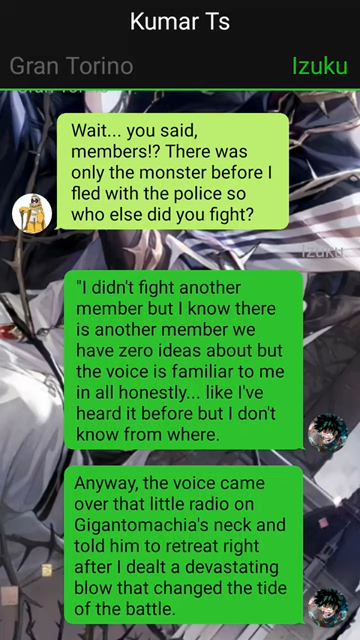 Kumar Ts
Gran Torino
Izuku
Wait... you said,
members!? There was
only the monster before I
fled with the police so
who else did you fight?
Izuku
"I didn't fight another
member but I know there
is another member we
have zero ideas about but
the voice is familiar to me
in all honestly... like I've
heard it before but I don't
know from where.
Anyway, the voice came
over that little radio on
Gigantomachia's neck and
told him to retreat right
after I dealt a devastating
blow that changed the tide
of the battle.